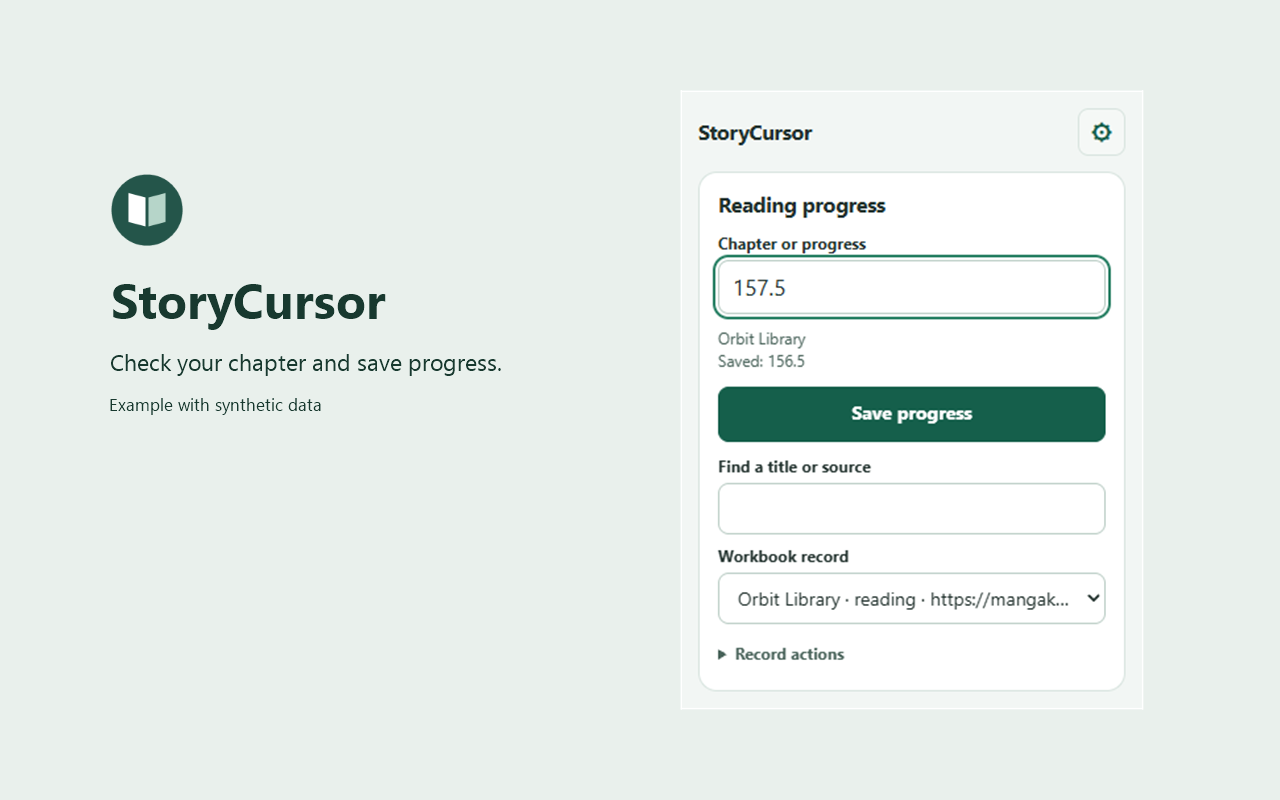 StoryCursor
Check your chapter and save progress.
Example with synthetic data
StoryCursor
Reading progress
Chapter or progress
157.5
Orbit Library
Saved: 156.5
Save progress
Find a title or source
Workbook record
Orbit Library · reading · https://mangak...
Record actions